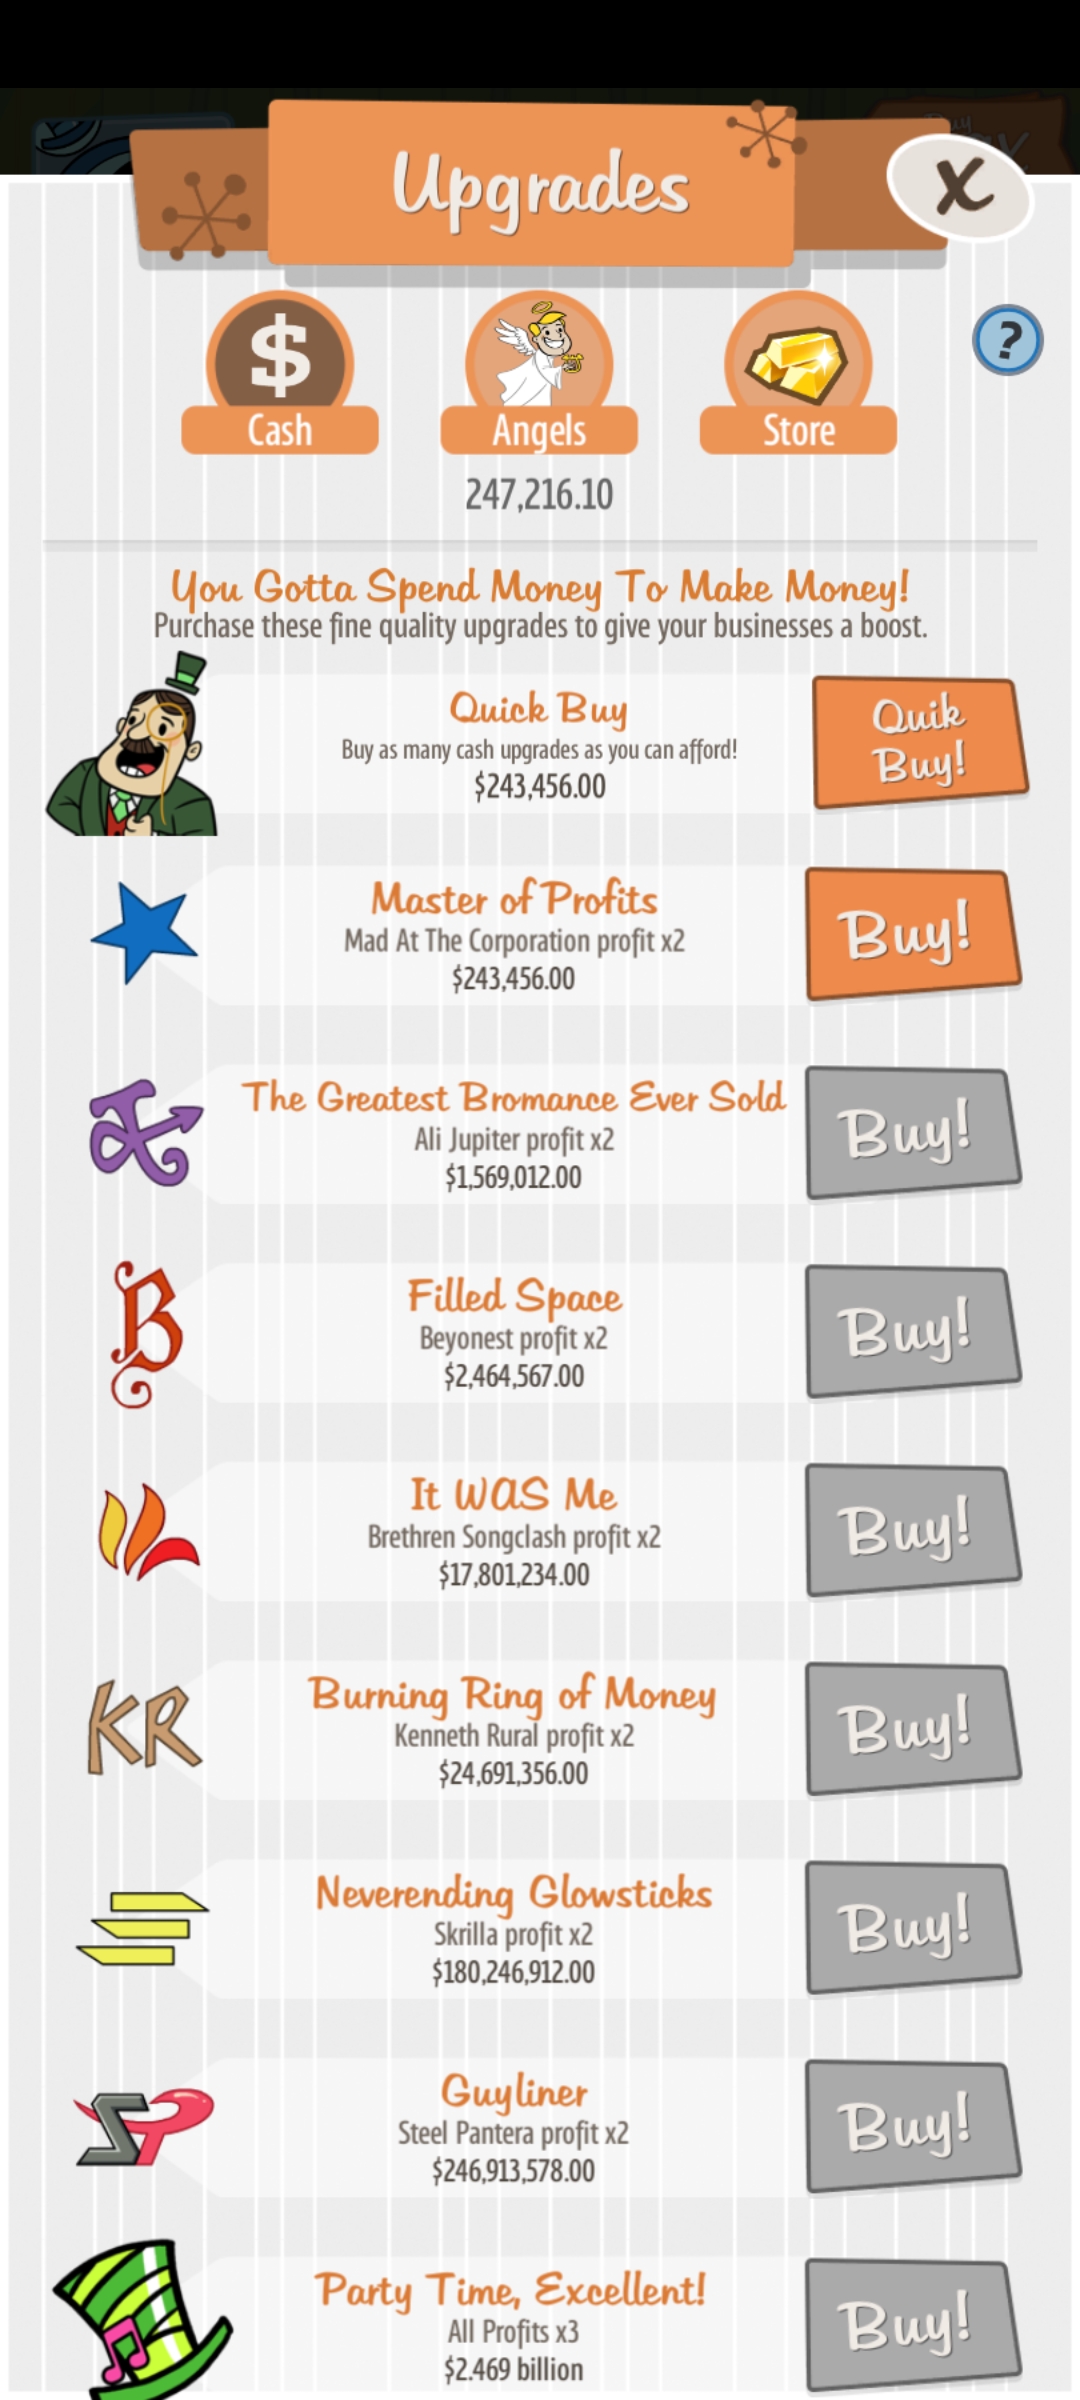 Upgrades
X
?
$
Cash
Angels
Store
247,216.10
You Gotta Spend Money To Make Money!
Purchase these fine quality upgrades to give your businesses a boost.
Quick Buy
Buy as many cash upgrades as you can afford!
$243,456.00
Quik
Buy!
Master of Profits
Mad At The Corporation profit x2
$243,456.00
Buy!
The Greatest Bromance Ever Sold
Ali Jupiter profit x2
$1,569,012.00
Buy!
B
Filled Space
Beyonest profit x2
$2,464,567.00
Buy!
It WAS Me
Brethren Songclash profit x2
$17,801,234.00
Buy!
KR
Burning Ring of Money
Kenneth Rural profit x2
$24,691,356.00
Buy!
Neverending Glowsticks
Skrilla profit x2
$180,246,912.00
Buy!
SP
Guyliner
Steel Pantera profit x2
$246,913,578.00
Buy!
Party Time, Excellent!
All Profits x3
$2.469 billion
Buy!